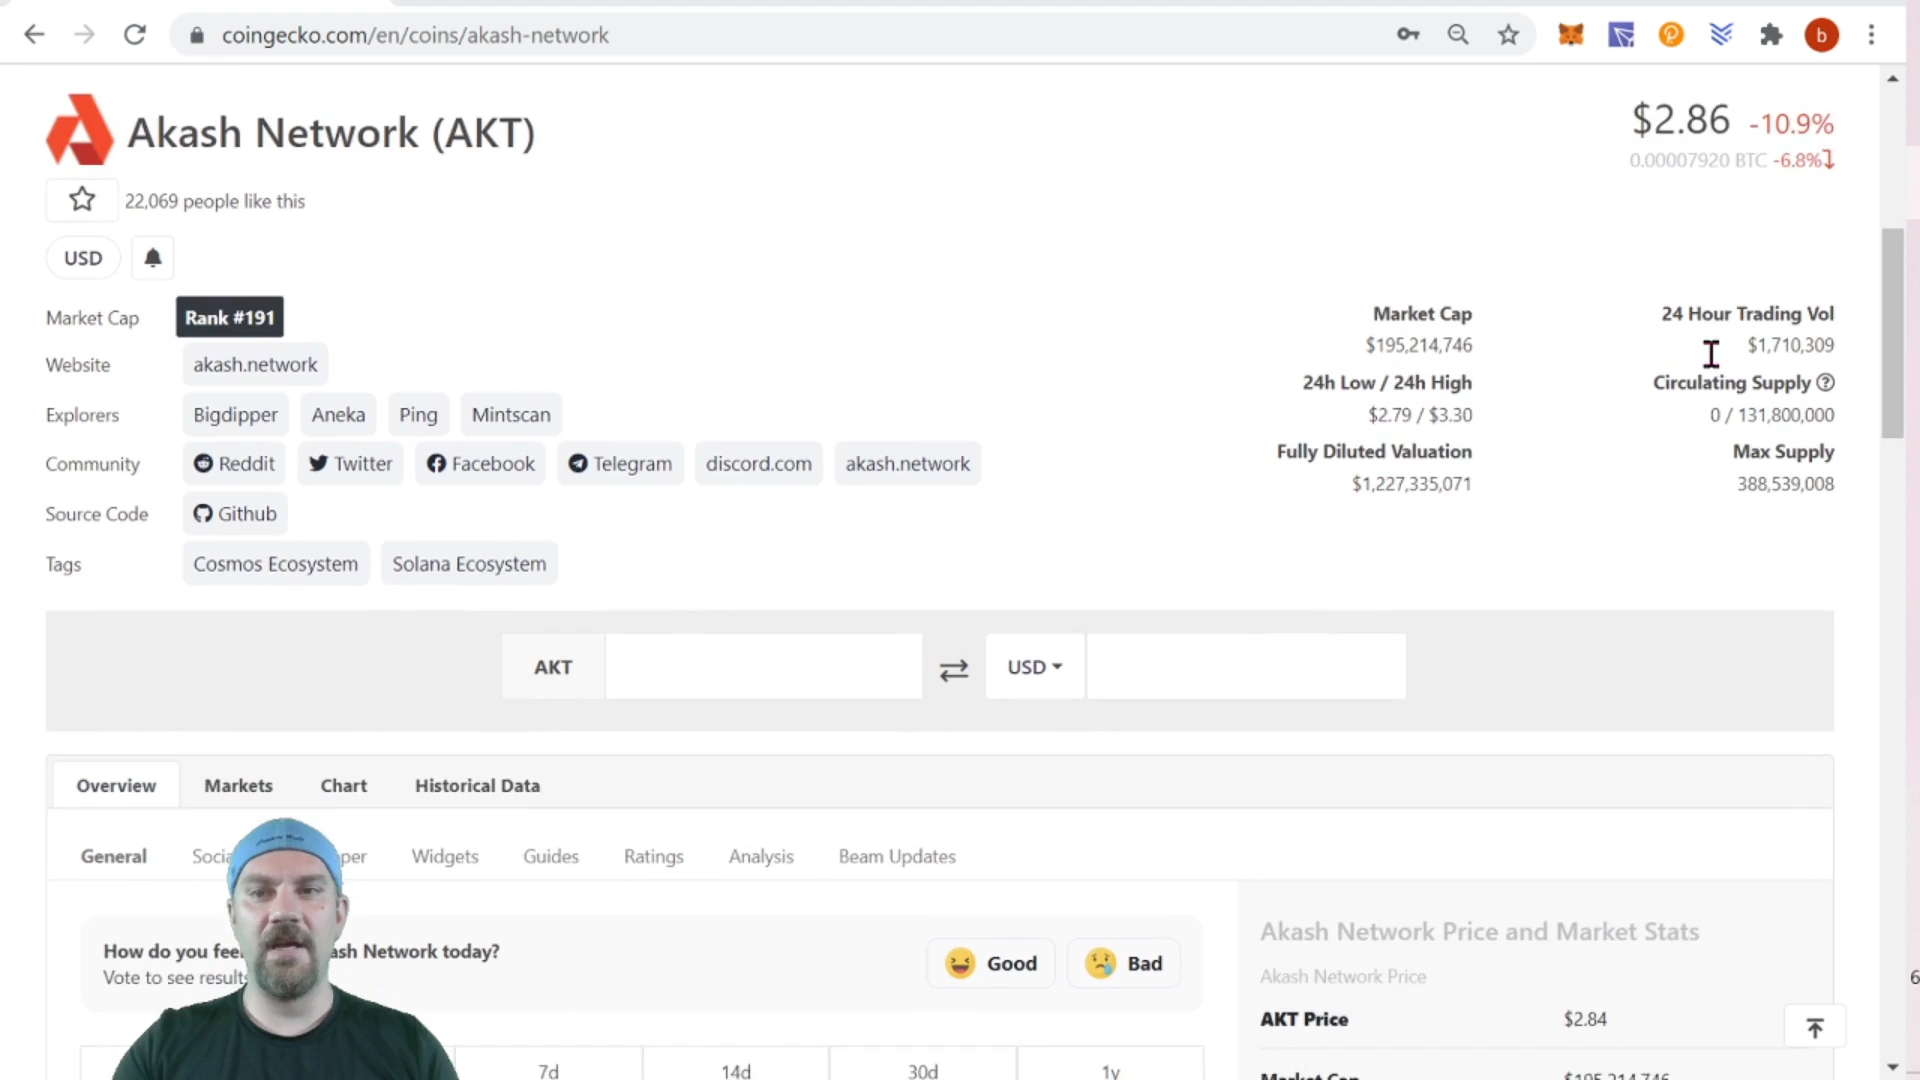 coingecko.com/en/coins/akash-network
b
Akash Network (AKT)
$2.86 -10.9%
0.00007920 BTC -6.8%
22,069 people like this
USD
Market Cap Rank #191
Website akash.network
Explorers Bigdipper Aneka Ping Mintscan
Community Reddit Twitter Facebook Telegram discord.com akash.network
Source Code Github
Tags Cosmos Ecosystem Solana Ecosystem
Market Cap 24 Hour Trading Vol
$195,214,746 $1,710,309
24h Low / 24h High Circulating Supply ?
$2.79 / $3.30 0 / 131,800,000
Fully Diluted Valuation Max Supply
$1,227,335,071 388,539,008
AKT USD
Overview Markets Chart Historical Data
General Widgets Guides Ratings Analysis Beam Updates
How do you feel ash Network today?
Vote to see results
Good Bad
7d 14d 30d 1y
Akash Network Price and Market Stats
Akash Network Price
AKT Price $2.84
Market Cap $195,214,746